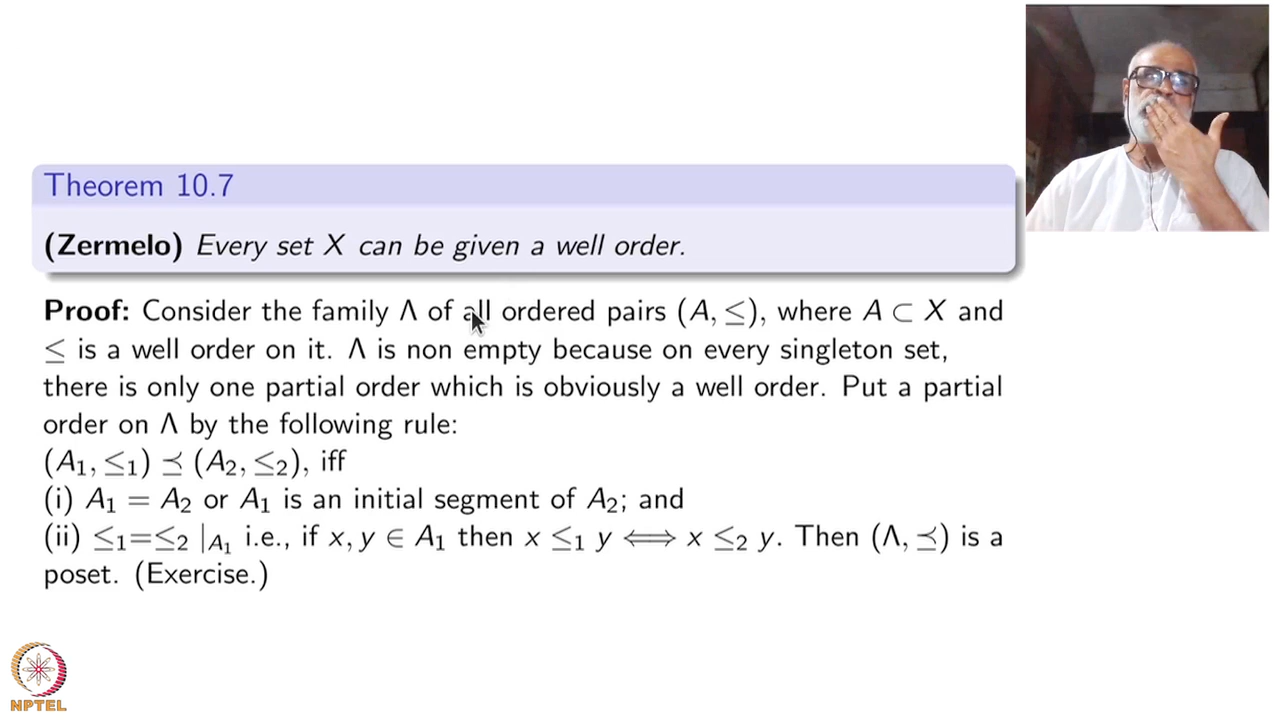 Theorem 10.7
(Zermelo) Every set X can be given a well order.
Proof: Consider the family Λ of all ordered pairs (A, ≤), where A ⊂ X and
≤ is a well order on it. Λ is non empty because on every singleton set,
there is only one partial order which is obviously a well order. Put a partial
order on Λ by the following rule:
(A₁, ≤₁) ⪯ (A₂, ≤₂), iff
(i) A₁ = A₂ or A₁ is an initial segment of A₂; and
(ii) ≤₁=≤₂ |A₁ i.e., if x, y ∈ A₁ then x ≤₁ y ⟺ x ≤₂ y. Then (Λ, ⪯) is a
poset. (Exercise.)
NPTEL